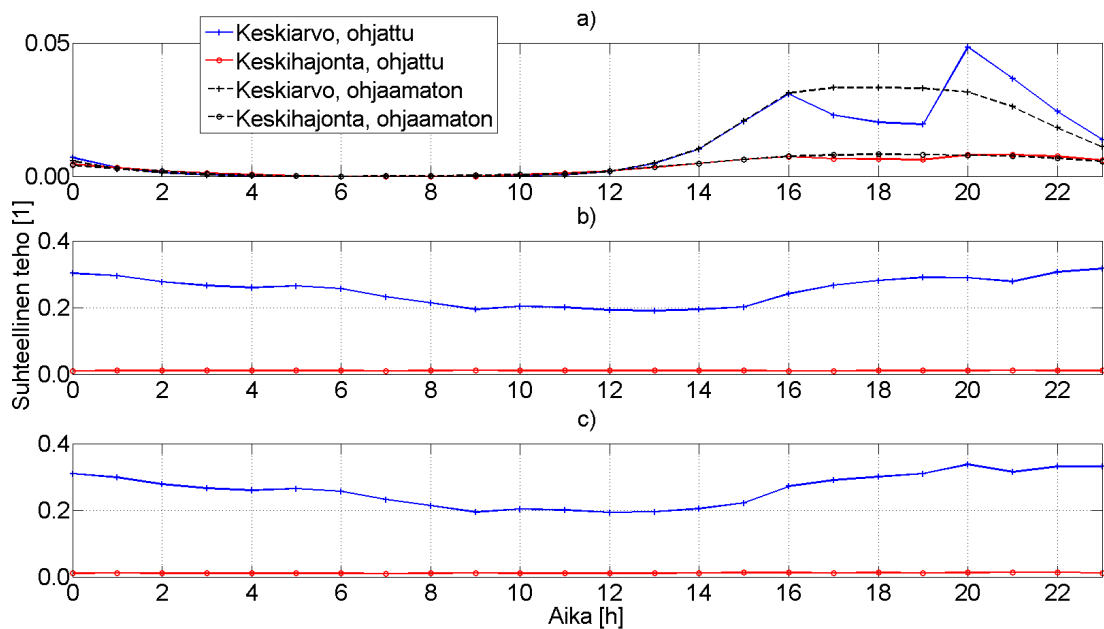 a)
Keskiarvo, ohjattu
Keskihajonta, ohjattu
Keskiarvo, ohjaamaton
Keskihajonta, ohjaamaton
0.05
0.00
0 2 4 6 8 10 12 14 16 18 20 22
b)
Suhteellinen teho [1]
0.4
0.2
0.0
0 2 4 6 8 10 12 14 16 18 20 22
c)
0.4
0.2
0.0
0 2 4 6 8 10 12 14 16 18 20 22
Aika [h]